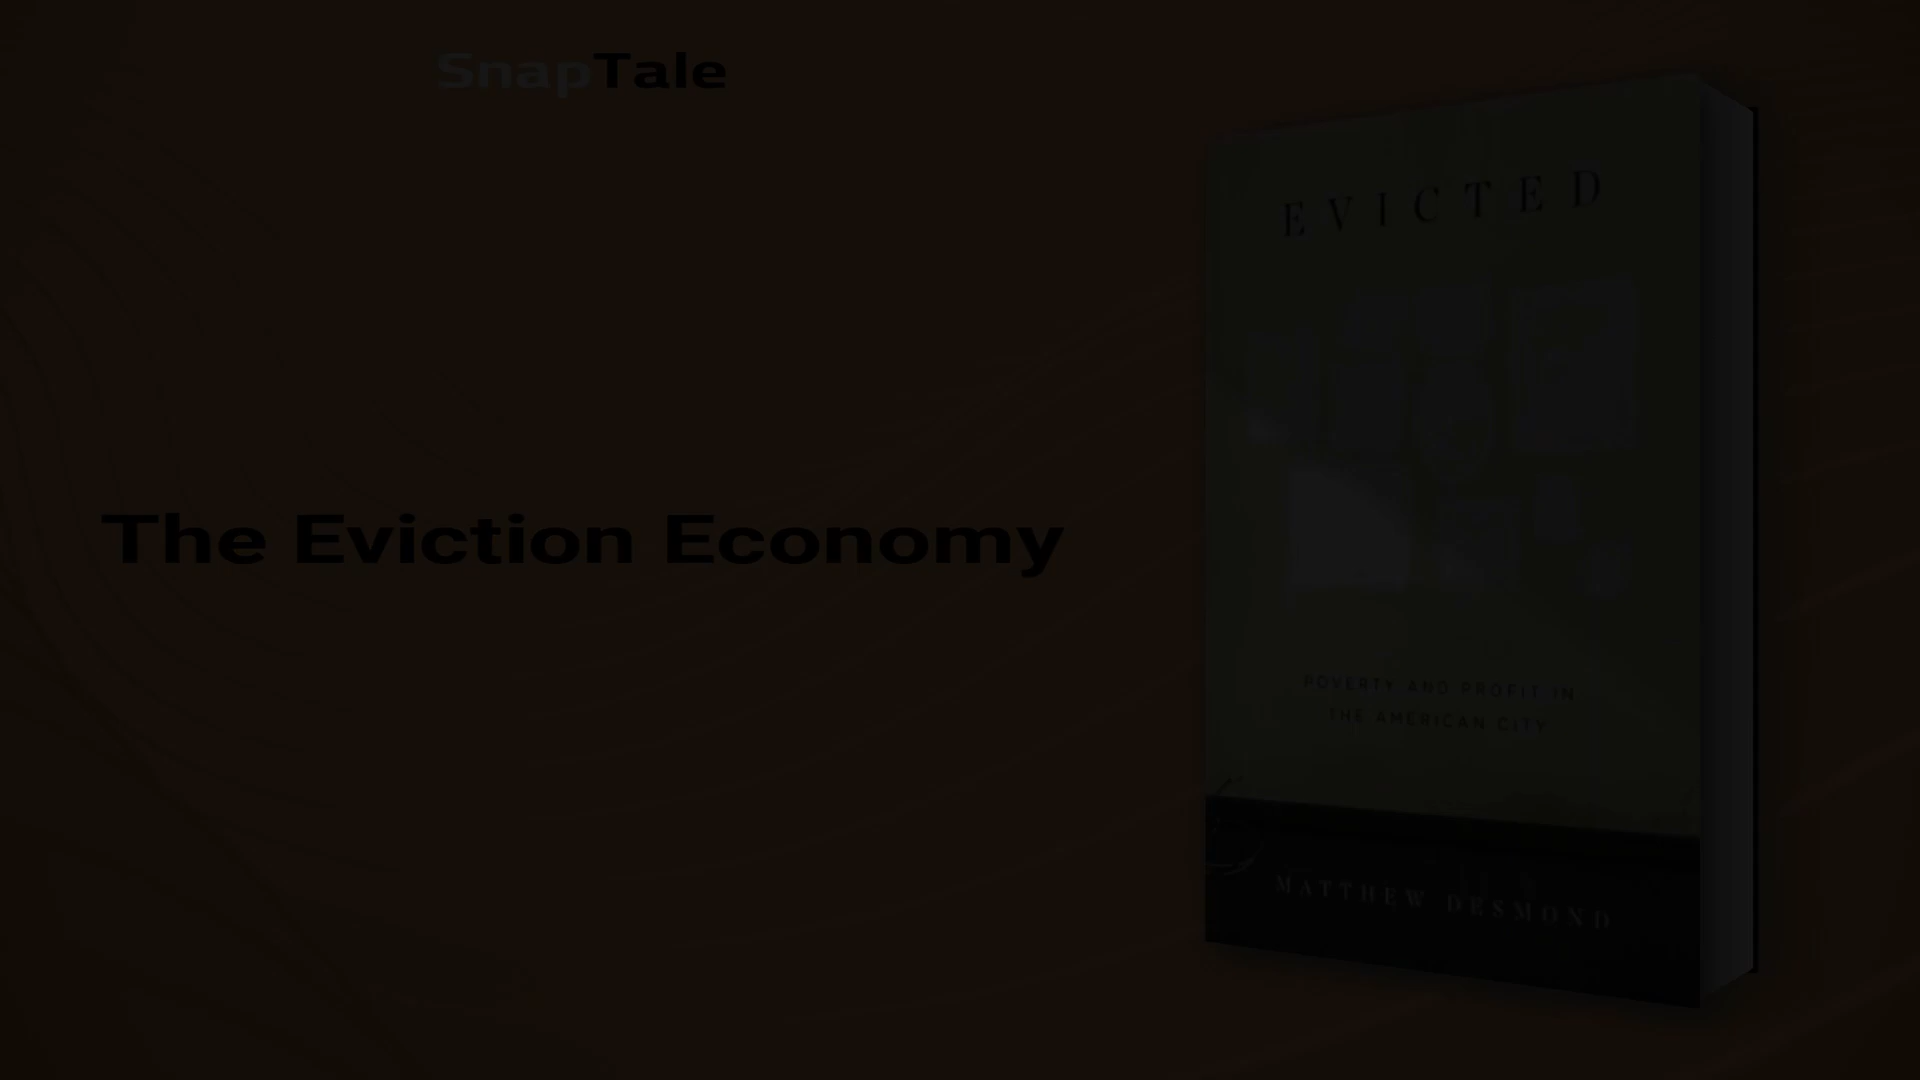 SnapTale
The Eviction Economy
EVICTED
POVERTY AND PROFIT IN
THE AMERICAN CITY
MATTHEW DESMOND